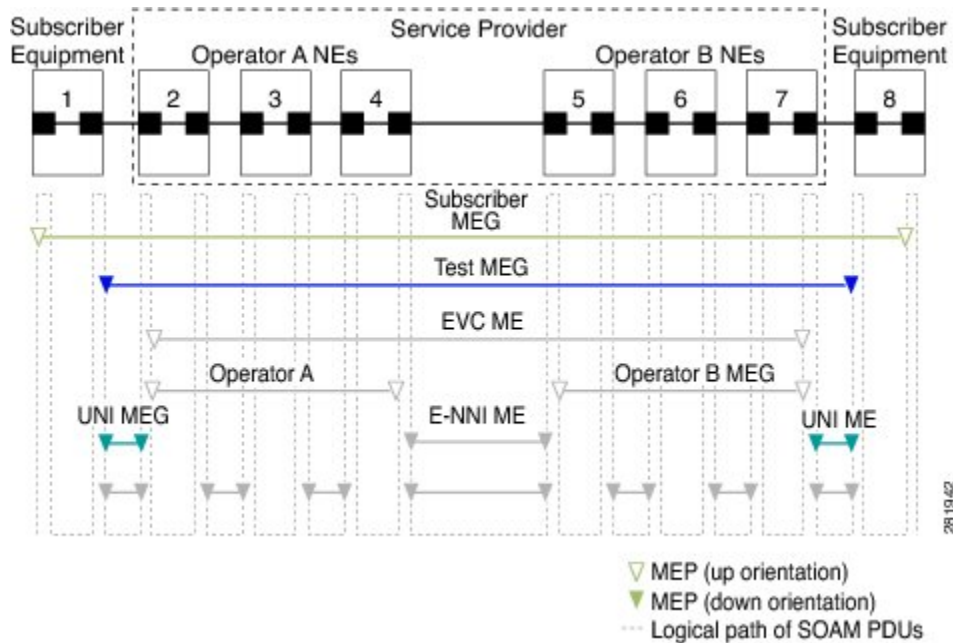 Subscriber
Equipment
Service Provider
Operator A NEs
Operator B NEs
Subscriber
Equipment
1
2
3
4
5
6
7
8
Subscriber
MEG
Test MEG
EVC ME
Operator A
Operator B MEG
UNI MEG
E-NNI ME
UNI ME
281942
MEP (up orientation)
MEP (down orientation)
Logical path of SOAM PDUs